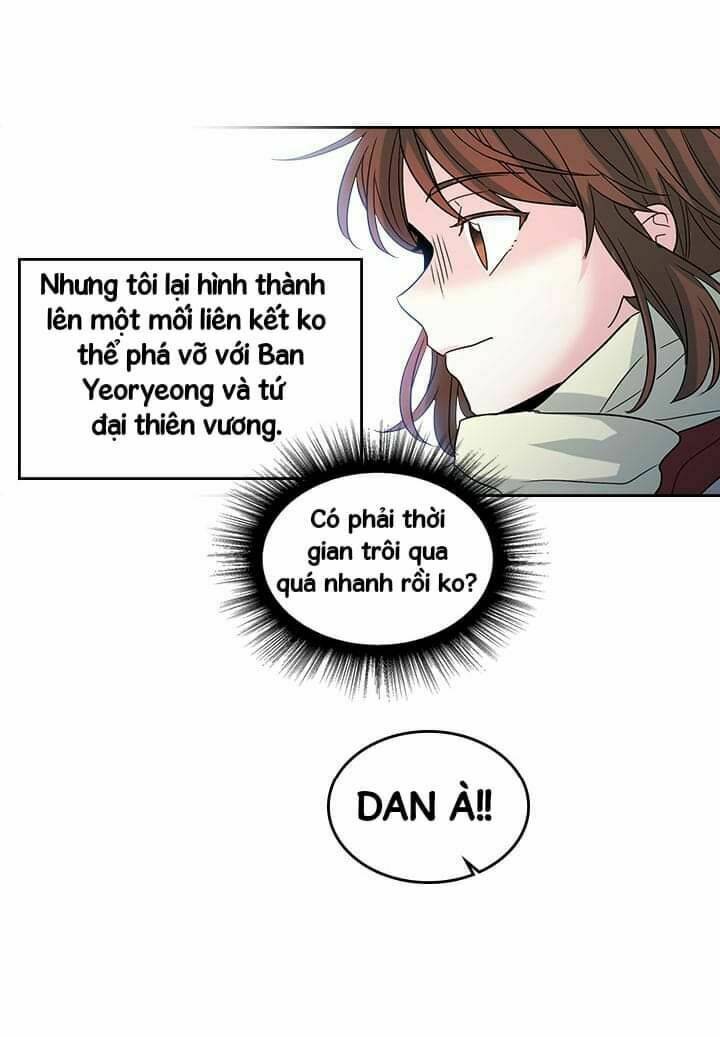 Nhưng tôi lại hình thành
lên một mối liên kết ko
thể phá vỡ với Ban
Yeoryeong và tứ
đại thiên vương.
Có phải thời
gian trôi qua
quá nhanh rồi ko?
DAN À!!